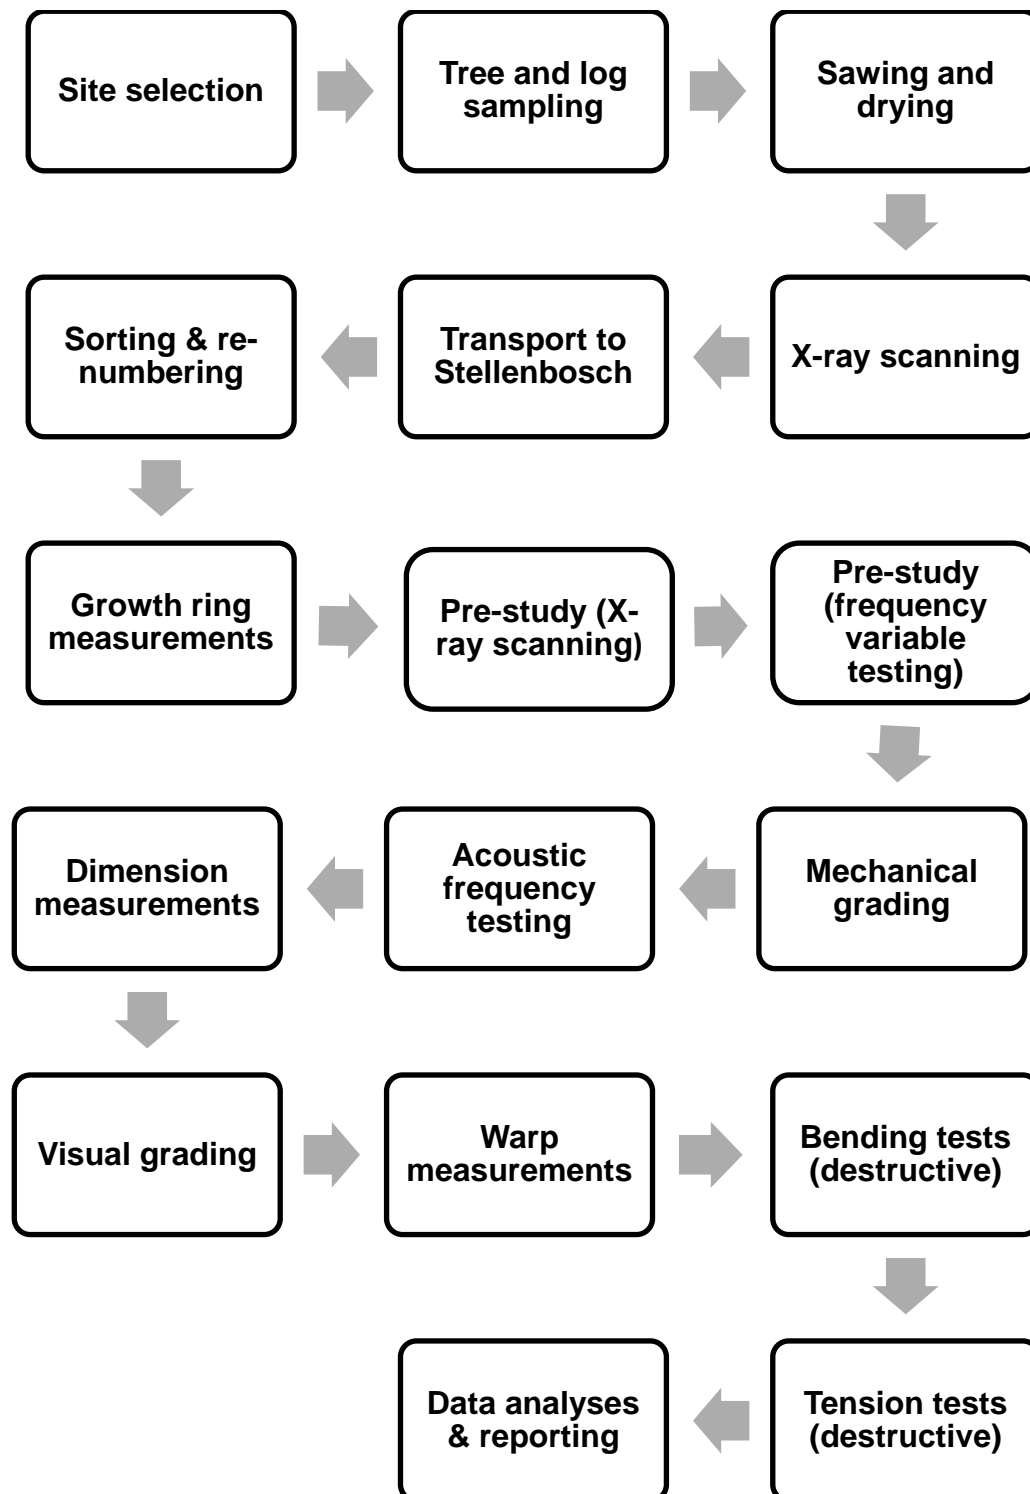 Site selection
Tree and log
sampling
Sawing and
drying
X-ray scanning
Transport to
Stellenbosch
Sorting & re-
numbering
Growth ring
measurements
Pre-study (X-
ray scanning)
Pre-study
(frequency
variable
testing)
Mechanical
grading
Acoustic
frequency
testing
Dimension
measurements
Visual grading
Warp
measurements
Bending tests
(destructive)
Tension tests
(destructive)
Data analyses
& reporting